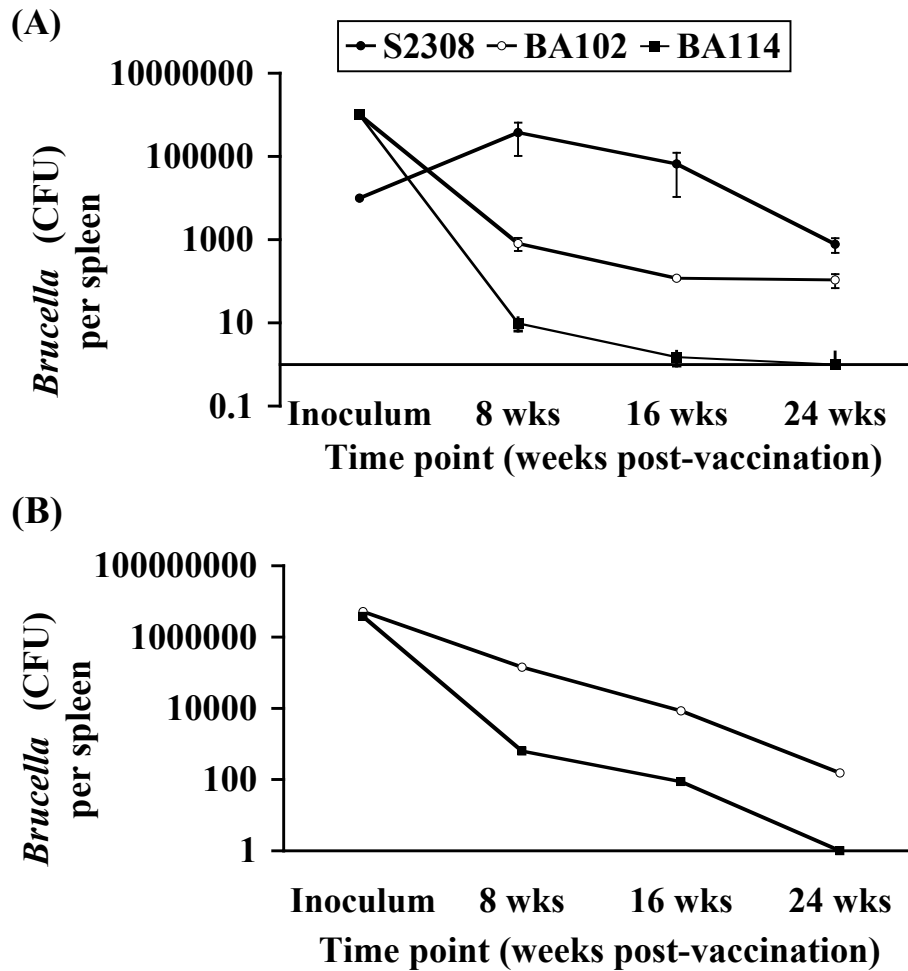 (A)
S2308 BA102 BA114
10000000
100000
1000
10
0.1
Brucella (CFU)
per spleen
Inoculum 8 wks 16 wks 24 wks
Time point (weeks post-vaccination)
(B)
100000000
1000000
10000
100
1
Brucella (CFU)
per spleen
Inoculum 8 wks 16 wks 24 wks
Time point (weeks post-vaccination)